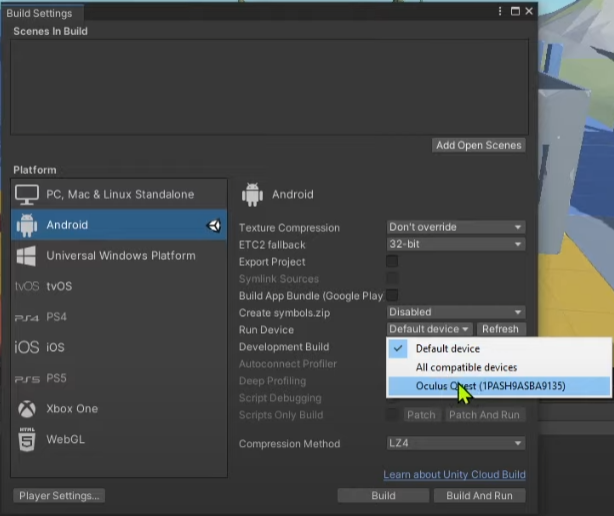 Build Settings
Scenes In Build
Add Open Scenes
Platform
PC, Mac & Linux Standalone
Android
Universal Windows Platform
tvOS tvOS
PS4 PS4
iOS iOS
PS5 PS5
Xbox One
HTML 5 WebGL
Android
Texture Compression Don't override
ETC2 fallback 32-bit
Export Project
Symlink Sources
Build App Bundle (Google Play
Create symbols.zip Disabled
Run Device Default device Refresh
Development Build
Default device
All compatible devices
Oculus Quest (1PASH9ASBA9135)
Autoconnect Profiler
Deep Profiling
Script Debugging
Scripts Only Build Patch Patch And Run
Compression Method LZ4
Learn about Unity Cloud Build
Player Settings... Build Build And Run